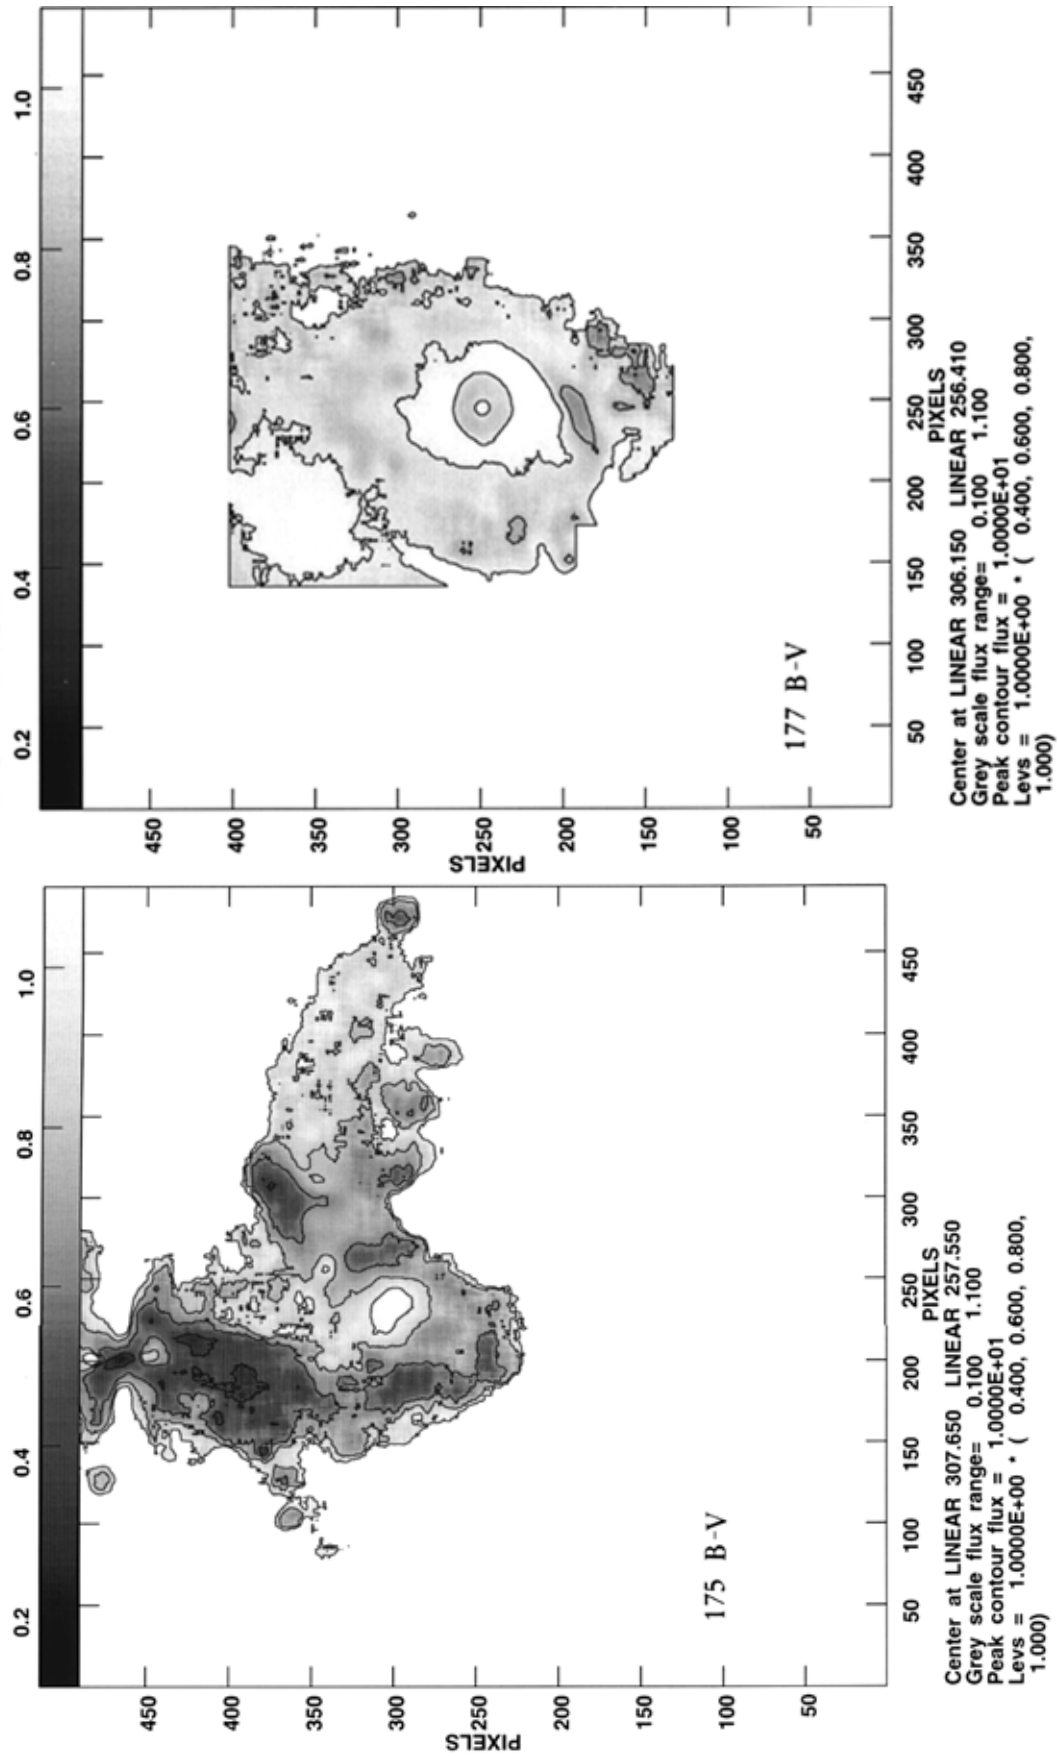 0.2 0.4 0.6 0.8 1.0
450
400
350
300
250
200
150
100
50
PIXELS
175 B-V
50 100 150 200 250 300 350 400 450
PIXELS
Center at LINEAR 307.650 LINEAR 257.550
Grey scale flux range= 0.100 1.100
Peak contour flux = 1.0000E+01
Levs = 1.0000E+00 * ( 0.400, 0.600, 0.800,
1.000)
0.2 0.4 0.6 0.8 1.0
450
400
350
300
250
200
150
100
50
PIXELS
177 B-V
50 100 150 200 250 300 350 400 450
PIXELS
Center at LINEAR 306.150 LINEAR 256.410
Grey scale flux range= 0.100 1.100
Peak contour flux = 1.0000E+01
Levs = 1.0000E+00 * ( 0.400, 0.600, 0.800,
1.000)